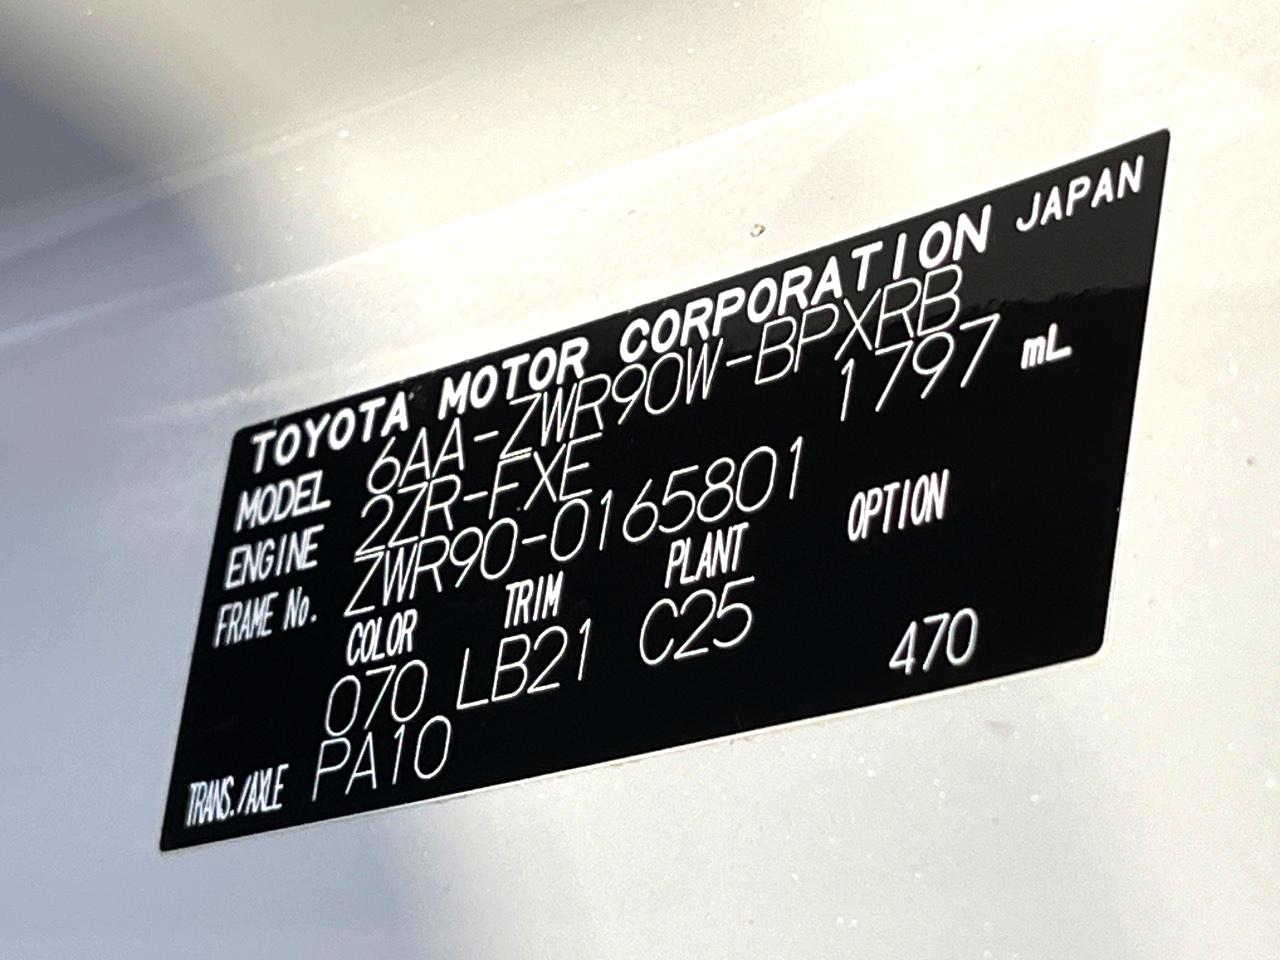 TOYOTA MOTOR CORPORATION JAPAN
MODEL 6AA-ZWR90W-BPXRB
ENGINE 2ZR-FXE 1797 mL
FRAME No. ZWR90-0165801
COLOR TRIM PLANT OPTION
070 LB21 C25 470
TRANS./AXLE PA10